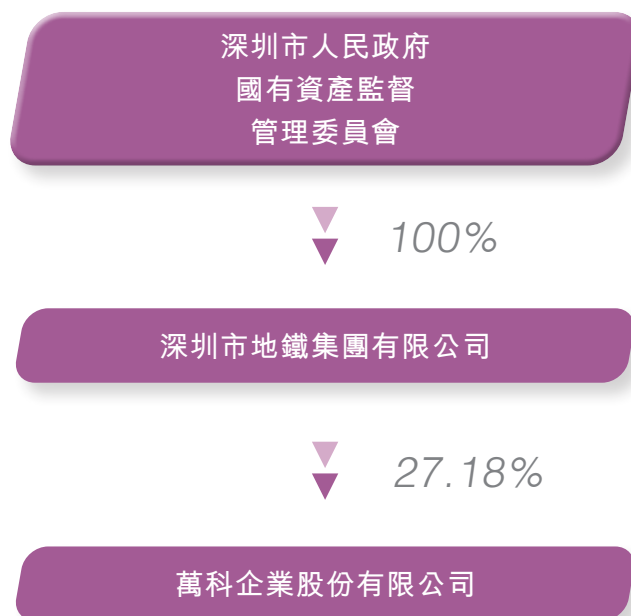 深圳市人民政府
國有資產監督
管理委員會
100%
深圳市地鐵集團有限公司
27.18%
萬科企業股份有限公司